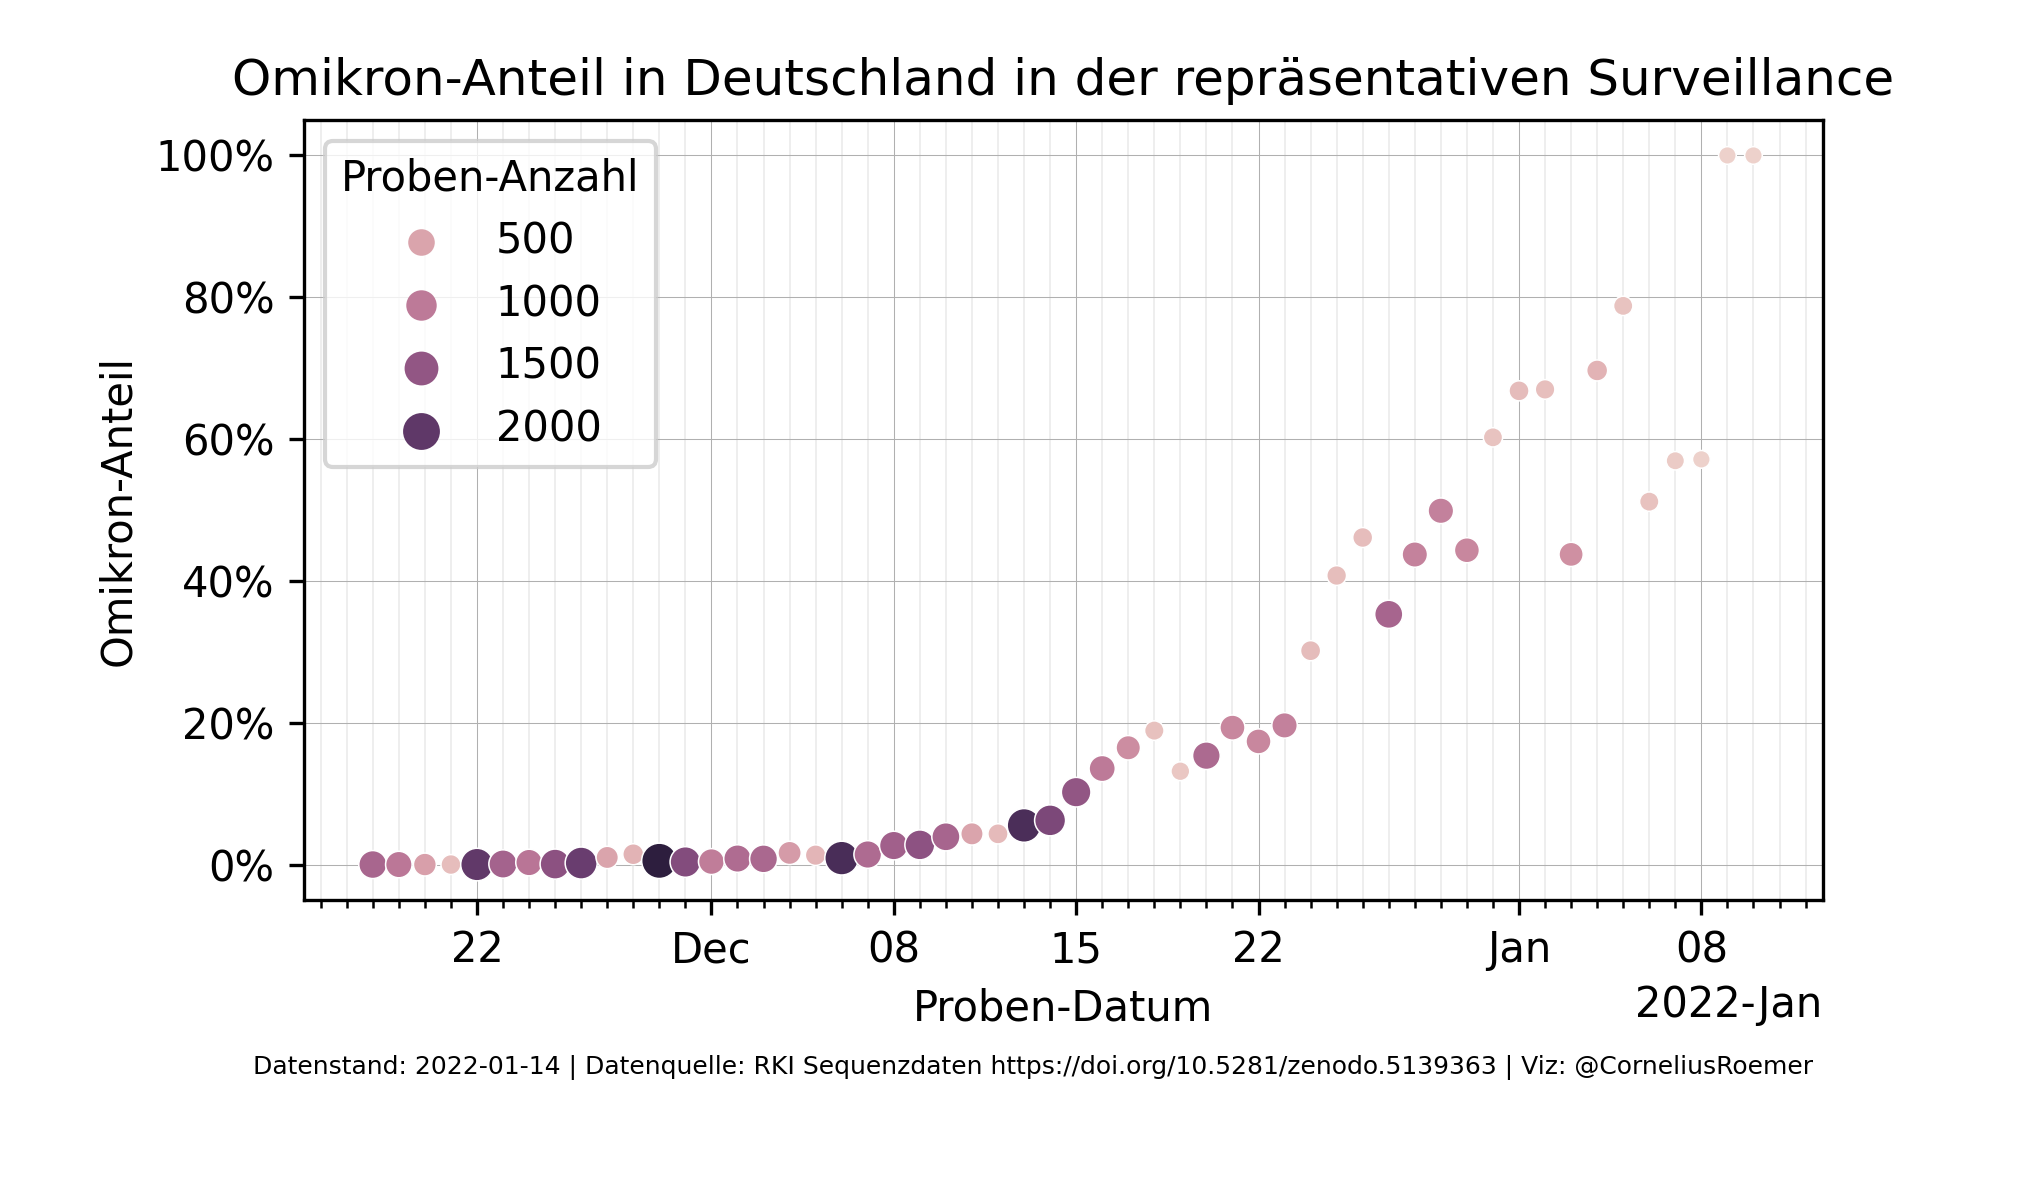 Omikron-Anteil in Deutschland in der repräsentativen Surveillance
Omikron-Anteil
100%
80%
60%
40%
20%
0%
Proben-Anzahl
500
1000
1500
2000
22 Dec 08 15 22 Jan 08
Proben-Datum
2022-Jan
Datenstand: 2022-01-14 | Datenquelle: RKI Sequenzdaten https://doi.org/10.5281/zenodo.5139363 | Viz: @CorneliusRoemer